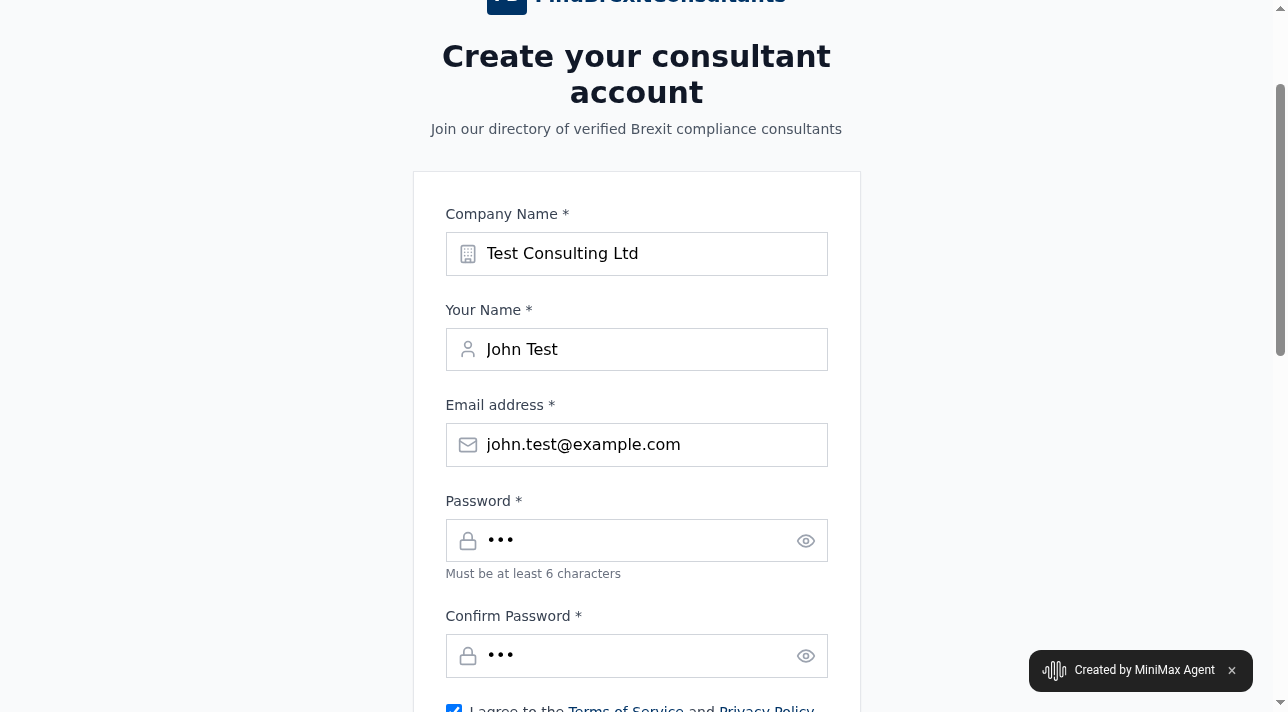 Create your consultant
account
Join our directory of verified Brexit compliance consultants
Company Name *
Test Consulting Ltd
Your Name *
John Test
Email address *
john.test@example.com
Password *
•••
Must be at least 6 characters
Confirm Password *
•••
I agree to the Terms of Service and Privacy Policy
Created by MiniMax Agent ×